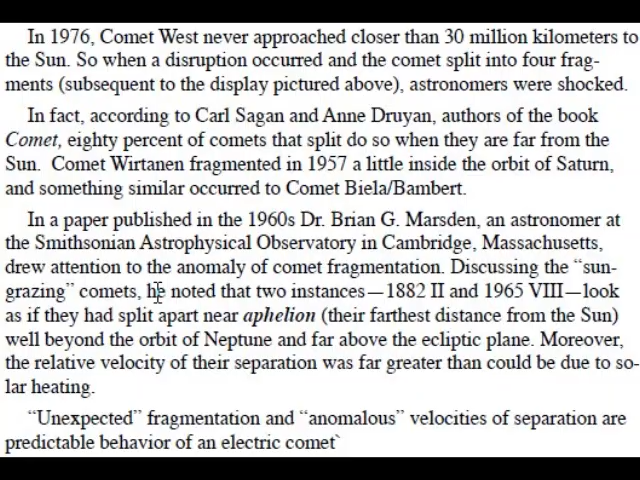 In 1976, Comet West never approached closer than 30 million kilometers to
the Sun. So when a disruption occurred and the comet split into four frag-
ments (subsequent to the display pictured above), astronomers were shocked.
In fact, according to Carl Sagan and Anne Druyan, authors of the book
Comet, eighty percent of comets that split do so when they are far from the
Sun. Comet Wirtanen fragmented in 1957 a little inside the orbit of Saturn,
and something similar occurred to Comet Biela/Bambert.
In a paper published in the 1960s Dr. Brian G. Marsden, an astronomer at
the Smithsonian Astrophysical Observatory in Cambridge, Massachusetts,
drew attention to the anomaly of comet fragmentation. Discussing the “sun-
grazing” comets, he noted that two instances—1882 II and 1965 VIII—look
as if they had split apart near aphelion (their farthest distance from the Sun)
well beyond the orbit of Neptune and far above the ecliptic plane. Moreover,
the relative velocity of their separation was far greater than could be due to so-
lar heating.
“Unexpected” fragmentation and “anomalous” velocities of separation are
predictable behavior of an electric comet`